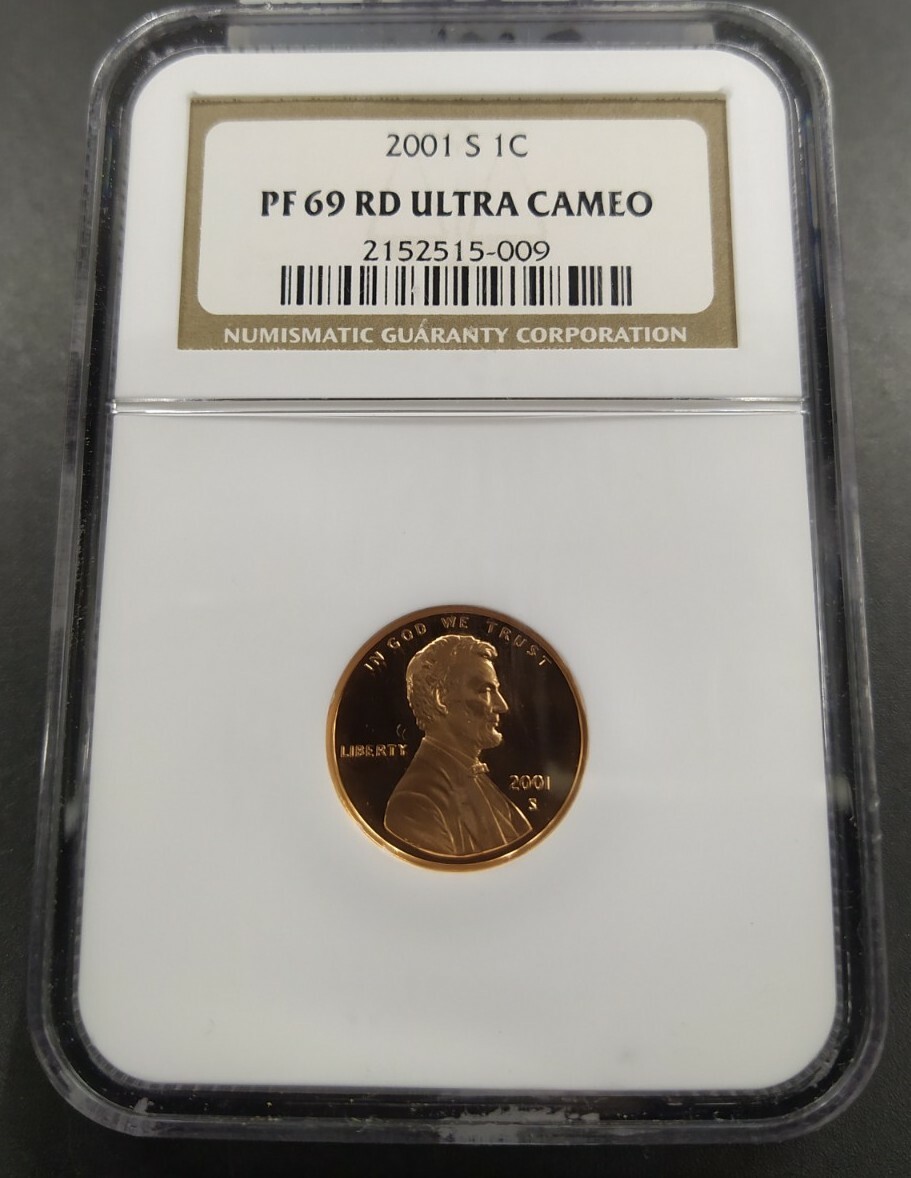 2001 S 1C
PF 69 RD ULTRA CAMEO
2152515-009
NUMISMATIC GUARANTY CORPORATION
IN GOD WE TRUST
LIBERTY
2001
S